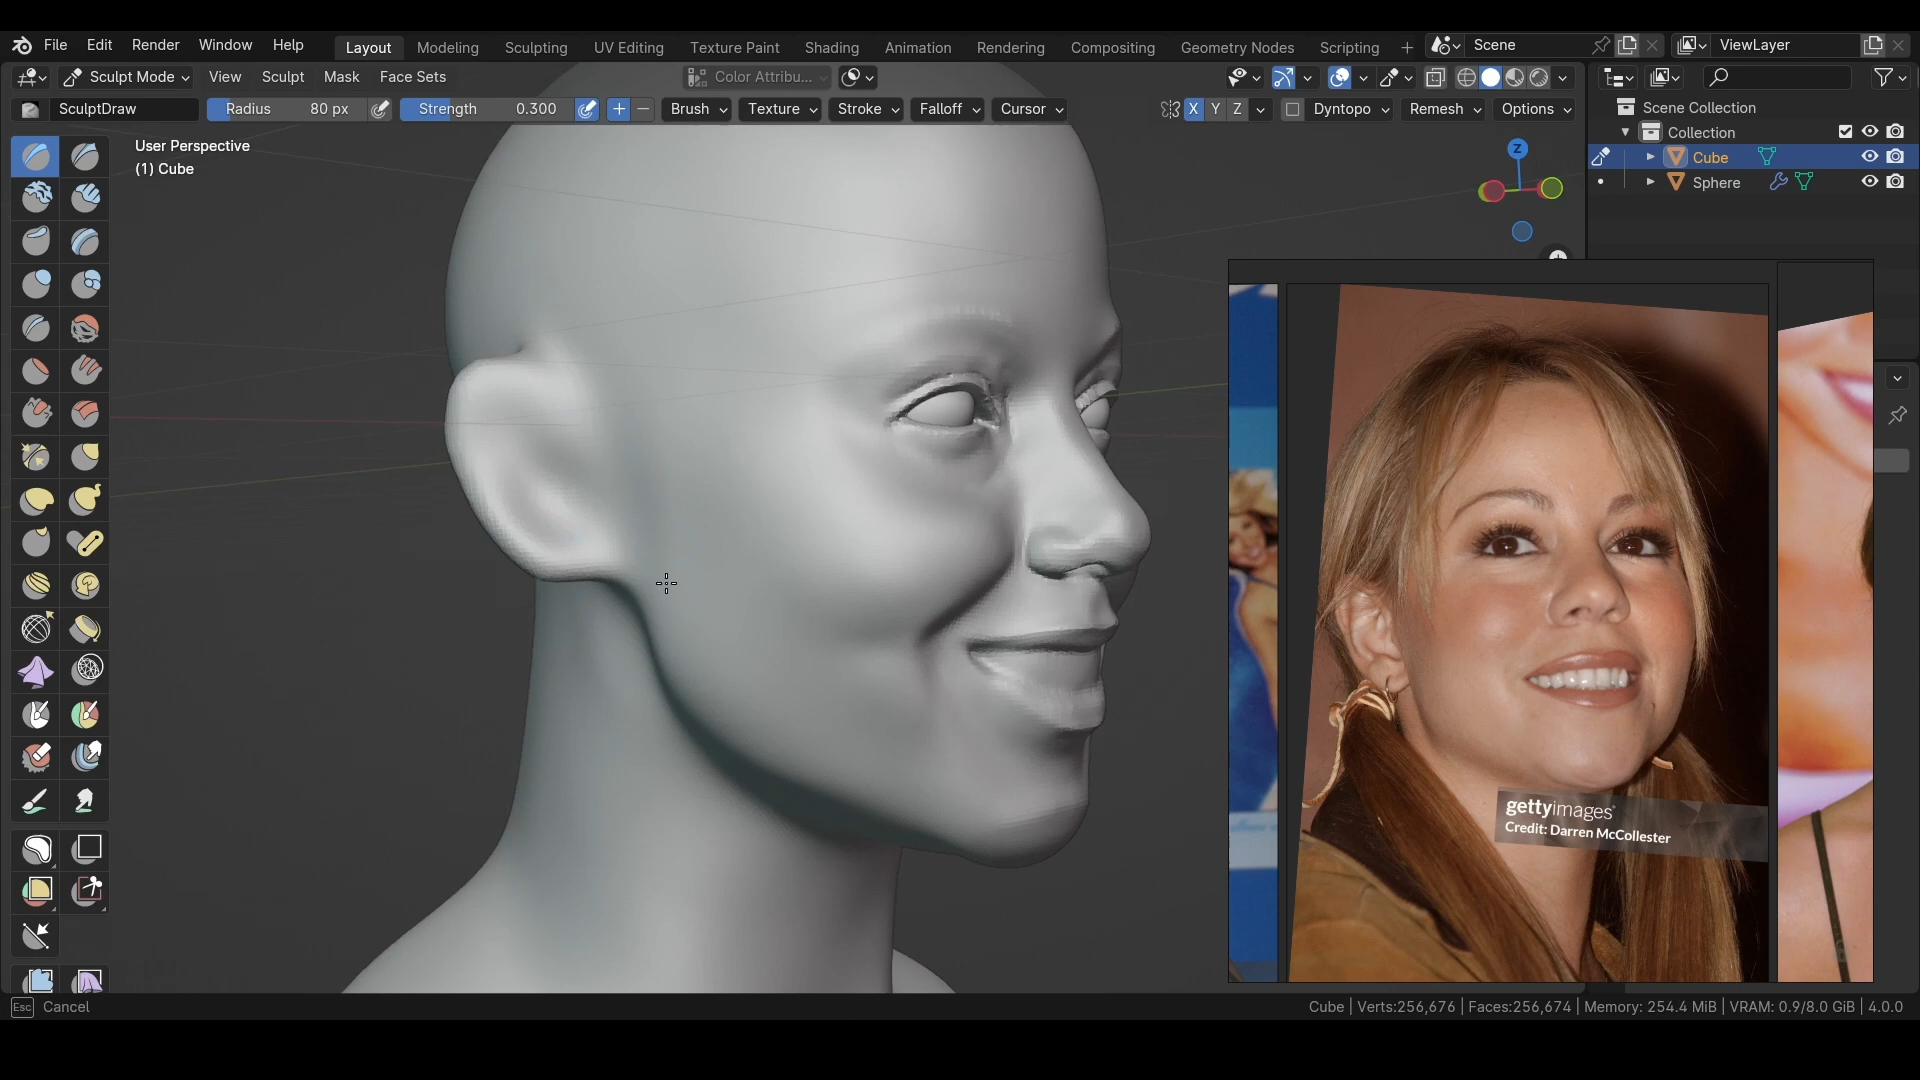 File Edit Render Window Help Layout Modeling Sculpting UV Editing Texture Paint Shading Animation Rendering Compositing Geometry Nodes Scripting Scene ViewLayer
Sculpt Mode View Sculpt Mask Face Sets Color Attribu...
SculptDraw Radius 80 px Strength 0.300 Brush Texture Stroke Falloff Cursor X Y Z Dyntopo Remesh Options
Scene Collection
Collection
Cube
Sphere
User Perspective
(1) Cube
Z
gettyimages
Credit: Darren McCollester
Esc Cancel
Cube | Verts:256,676 | Faces:256,674 | Memory: 254.4 MiB | VRAM: 0.9/8.0 GiB | 4.0.0